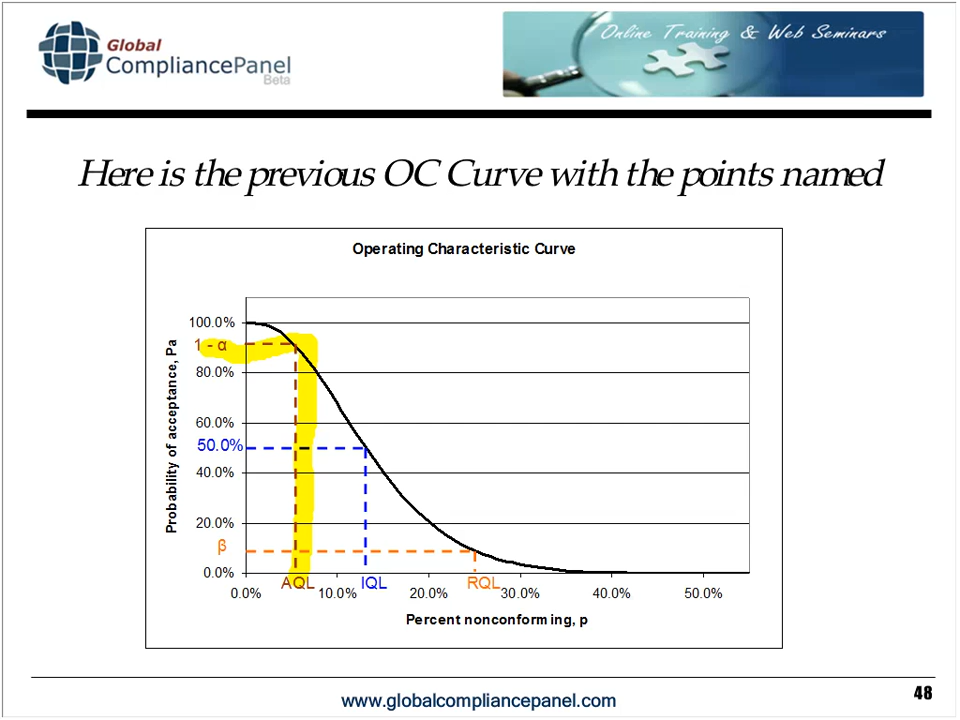 Global
CompliancePanel
Beta
Online Training & Web Seminars
Here is the previous OC Curve with the points named
Operating Characteristic Curve
Probability of acceptance, Pa
100.0%
1 - α
80.0%
60.0%
50.0%
40.0%
20.0%
β
0.0%
AQL IQL RQL
0.0% 10.0% 20.0% 30.0% 40.0% 50.0%
Percent nonconforming, p
www.globalcompliancepanel.com
48